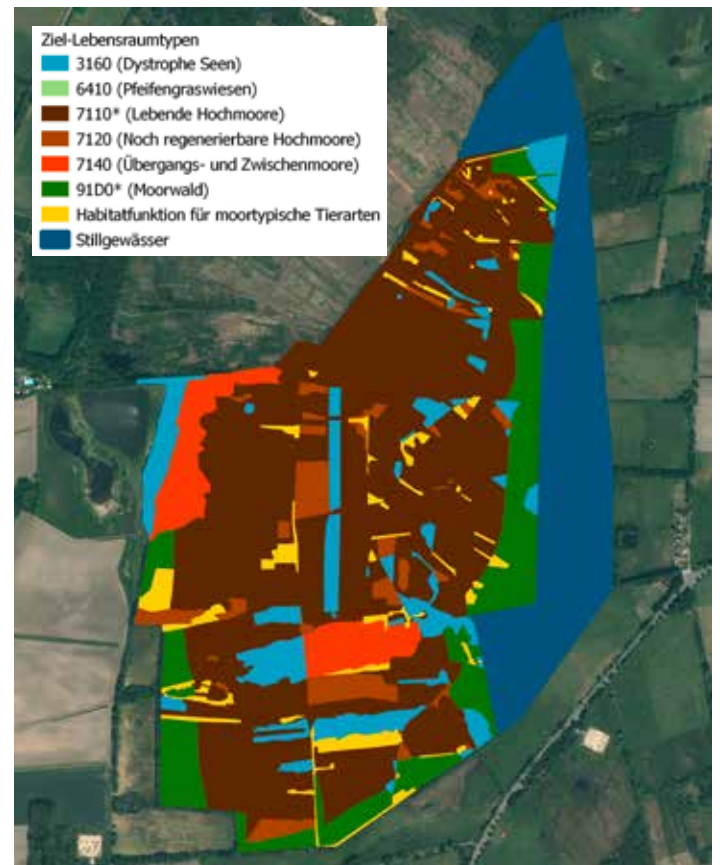 Ziel-Lebensraumtypen
3160 (Dystrophe Seen)
6410 (Pfeifengraswiesen)
7110* (Lebende Hochmoore)
7120 (Noch regenerierbare Hochmoore)
7140 (Übergangs- und Zwischenmoore)
91D0* (Moorwald)
Habitatfunktion für moortypische Tierarten
Stillgewässer